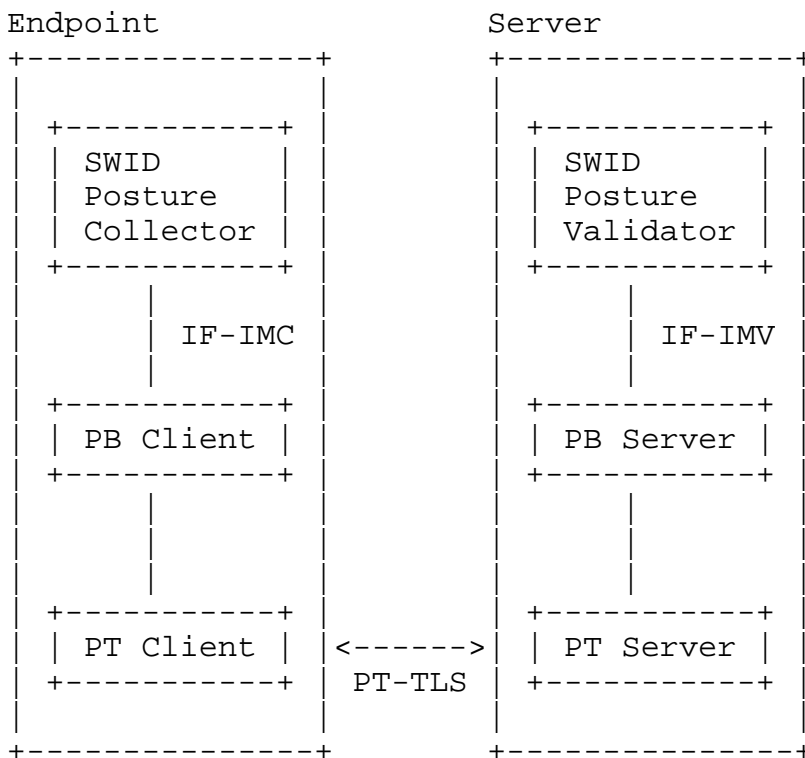 Endpoint Server
SWID SWID
Posture Posture
Collector Validator
IF-IMC IF-IMV
PB Client PB Server
PT Client <------> PT Server
PT-TLS